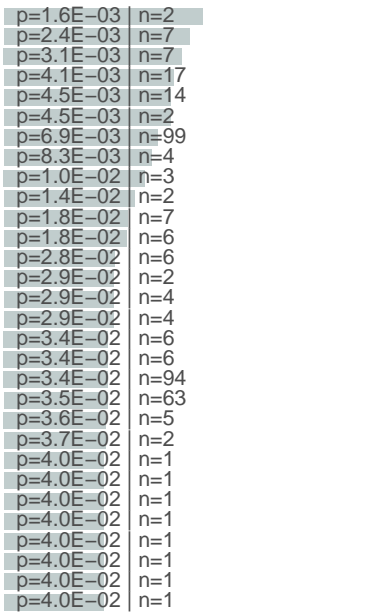 p=1.6E−03 | n=2
p=2.4E−03 | n=7
p=3.1E−03 | n=7
p=4.1E−03 | n=17
p=4.5E−03 | n=14
p=4.5E−03 | n=2
p=6.9E−03 | n=99
p=8.3E−03 | n=4
p=1.0E−02 | n=3
p=1.4E−02 | n=2
p=1.8E−02 | n=7
p=1.8E−02 | n=6
p=2.8E−02 | n=6
p=2.9E−02 | n=2
p=2.9E−02 | n=4
p=2.9E−02 | n=4
p=3.4E−02 | n=6
p=3.4E−02 | n=6
p=3.4E−02 | n=94
p=3.5E−02 | n=63
p=3.6E−02 | n=5
p=3.7E−02 | n=2
p=4.0E−02 | n=1
p=4.0E−02 | n=1
p=4.0E−02 | n=1
p=4.0E−02 | n=1
p=4.0E−02 | n=1
p=4.0E−02 | n=1
p=4.0E−02 | n=1
p=4.0E−02 | n=1